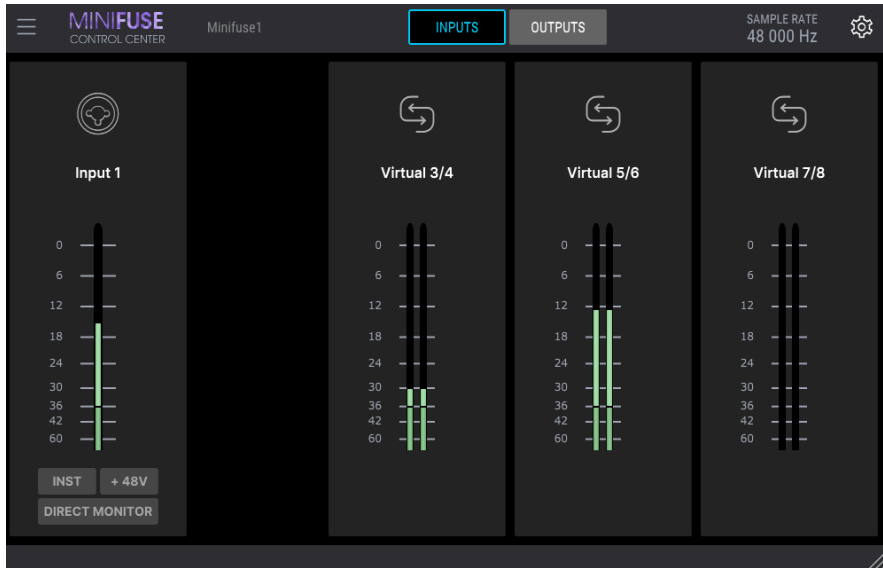 MINIFUSE
CONTROL CENTER
Minifuse1
INPUTS
OUTPUTS
SAMPLE RATE
48 000 Hz
Input 1
0
6
12
18
24
30
36
42
60
INST
+ 48V
DIRECT MONITOR
Virtual 3/4
0
6
12
18
24
30
36
42
60
Virtual 5/6
0
6
12
18
24
30
36
42
60
Virtual 7/8
0
6
12
18
24
30
36
42
60